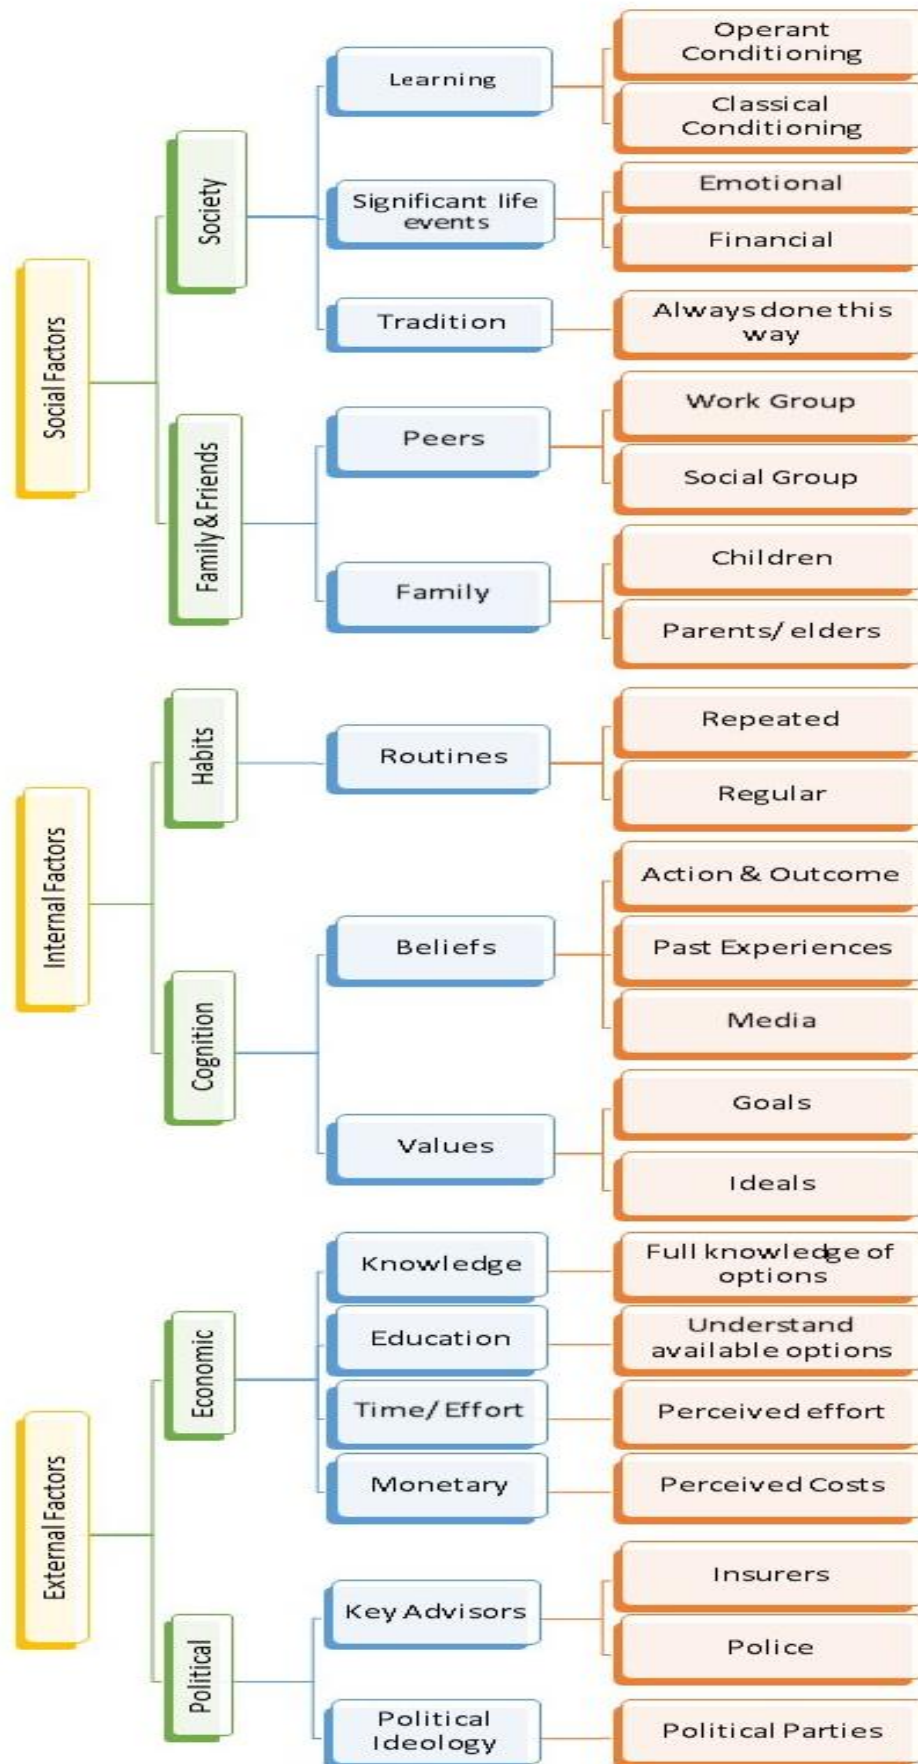 Social Factors
Society
Learning
Operant
Conditioning
Classical
Conditioning
Significant life
events
Emotional
Financial
Tradition
Always done this
way
Family & Friends
Peers
Work Group
Social Group
Family
Children
Parents/ elders
Internal Factors
Habits
Routines
Repeated
Regular
Cognition
Beliefs
Action & Outcome
Past Experiences
Media
Values
Goals
Ideals
External Factors
Economic
Knowledge
Full knowledge of
options
Education
Understand
available options
Time/ Effort
Perceived effort
Monetary
Perceived Costs
Political
Key Advisors
Insurers
Police
Political
Ideology
Political Parties